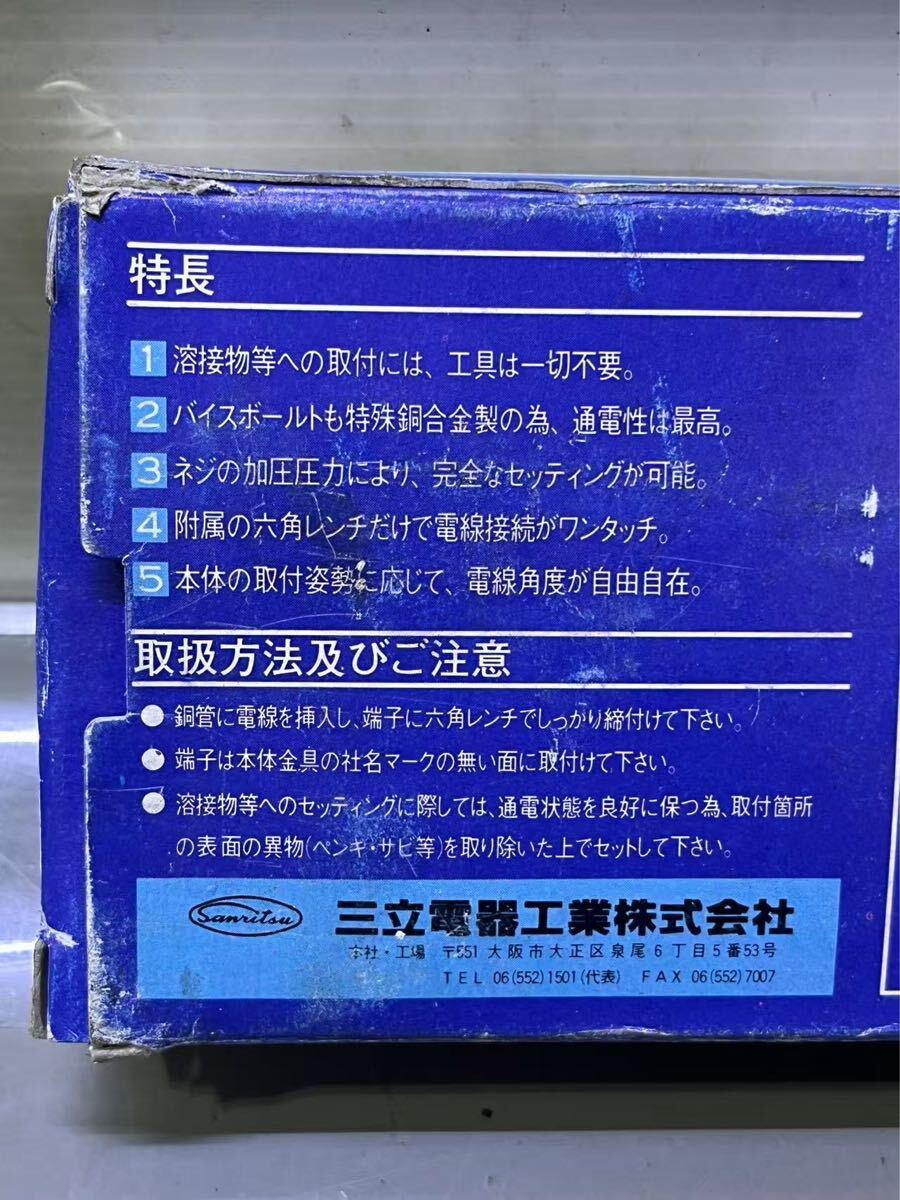 特長
1 溶接物等への取付には、工具は一切不要。
2 バイスボールトも特殊銅合金製の為、通電性は最高。
3 ネジの加圧圧力により、完全なセッティングが可能。
4 附属の六角レンチだけで電線接続がワンタッチ。
5 本体の取付姿勢に応じて、電線角度が自由自在。
取扱方法及びご注意
● 銅管に電線を挿入し、端子に六角レンチでしっかり締付けて下さい。
● 端子は本体金具の社名マークの無い面に取付けて下さい。
● 溶接物等へのセッティングに際しては、通電状態を良好に保つ為、取付箇所
の表面の異物(ペンキ・サビ等)を取り除いた上でセットして下さい。
Sanritsu 三立電器工業株式会社
本社・工場 〒551 大阪市大正区泉尾6丁目5番53号
TEL 06(552)1501(代表) FAX 06(552)7007